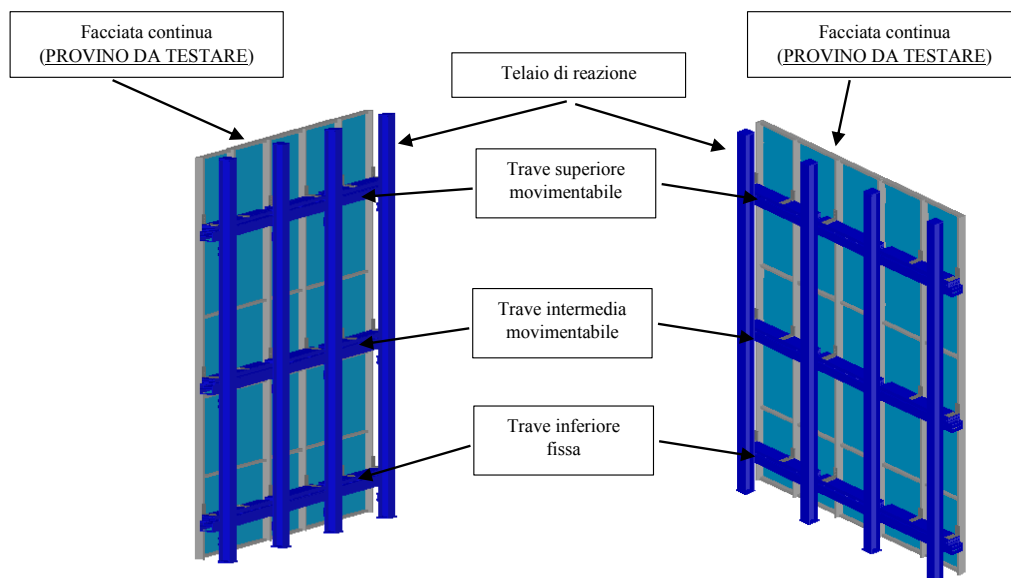 Facciata continua
(PROVINO DA TESTARE)
Facciata continua
(PROVINO DA TESTARE)
Telaio di reazione
Trave superiore
movimentabile
Trave intermedia
movimentabile
Trave inferiore
fissa